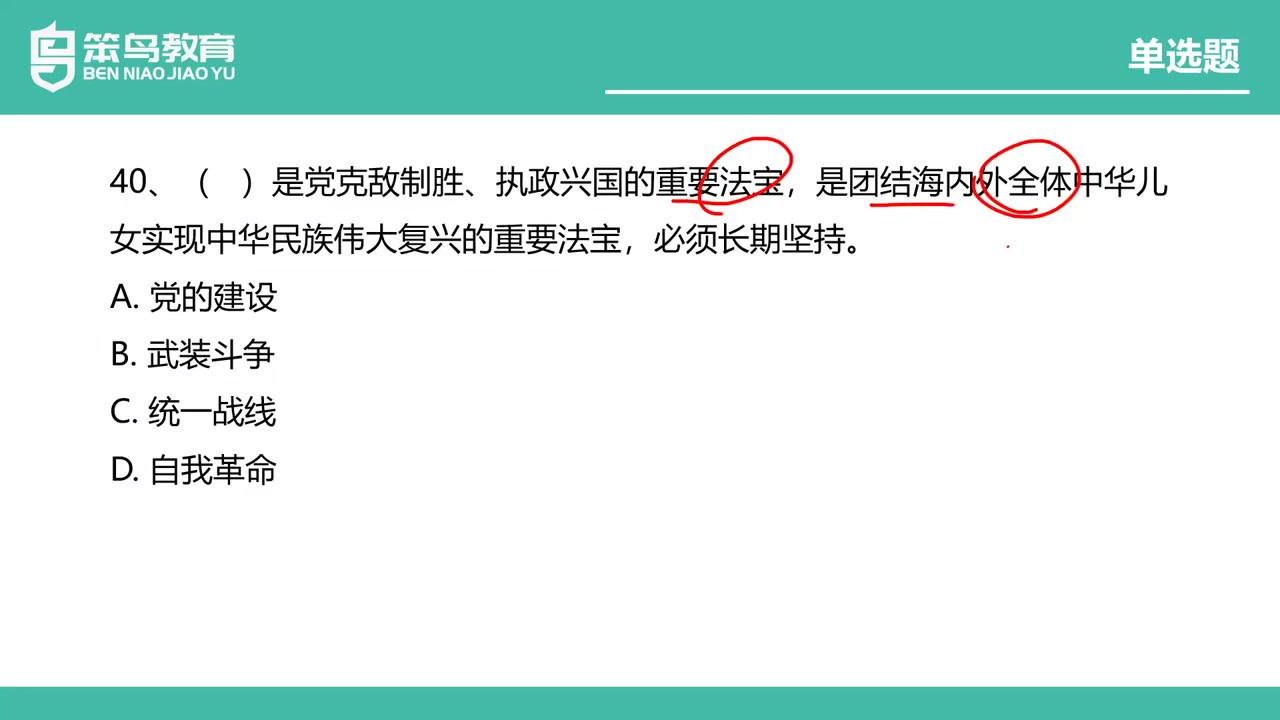 笨鸟教育
BEN NIAO JIAO YU
单选题
40、（ ）是党克敌制胜、执政兴国的重要法宝，是团结海内外全体中华儿
女实现中华民族伟大复兴的重要法宝，必须长期坚持。
A. 党的建设
B. 武装斗争
C. 统一战线
D. 自我革命